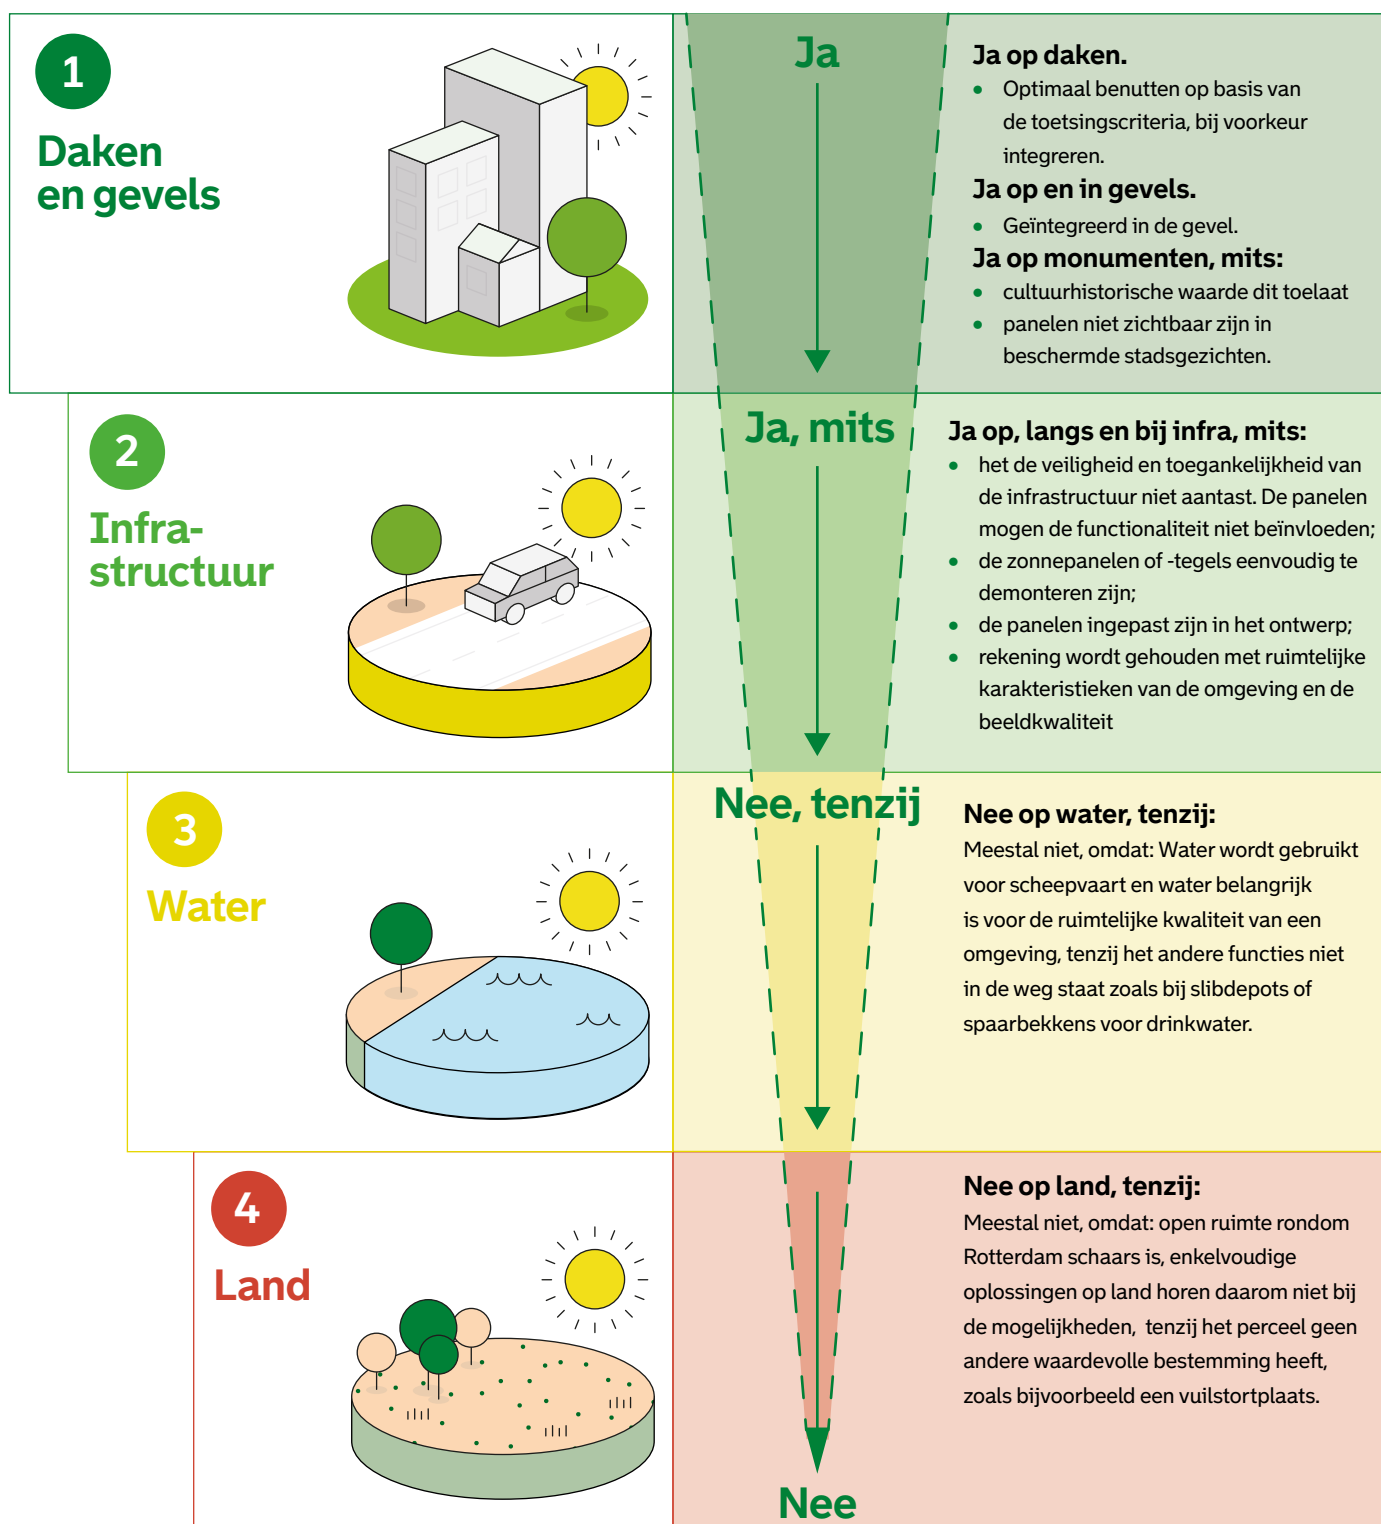 1
Daken
en gevels
Ja
Ja op daken.
• Optimaal benutten op basis van
de toetsingscriteria, bij voorkeur
integreren.
Ja op en in gevels.
• Geïntegreerd in de gevel.
Ja op monumenten, mits:
• cultuurhistorische waarde dit toelaat
• panelen niet zichtbaar zijn in
beschermde stadsgezichten.
2
Infra-
structuur
Ja, mits
Ja op, langs en bij infra, mits:
• het de veiligheid en toegankelijkheid van
de infrastructuur niet aantast. De panelen
mogen de functionaliteit niet beïnvloeden;
• de zonnepanelen of -tegels eenvoudig te
demonteren zijn;
• de panelen ingepast zijn in het ontwerp;
• rekening wordt gehouden met ruimtelijke
karakteristieken van de omgeving en de
beeldkwaliteit
3
Water
Nee, tenzij
Nee op water, tenzij:
Meestal niet, omdat: Water wordt gebruikt
voor scheepvaart en water belangrijk
is voor de ruimtelijke kwaliteit van een
omgeving, tenzij het andere functies niet
in de weg staat zoals bij slibdepots of
spaarbekkens voor drinkwater.
4
Land
Nee op land, tenzij:
Meestal niet, omdat: open ruimte rondom
Rotterdam schaars is, enkelvoudige
oplossingen op land horen daarom niet bij
de mogelijkheden, tenzij het perceel geen
andere waardevolle bestemming heeft,
zoals bijvoorbeeld een vuilstortplaats.
Nee